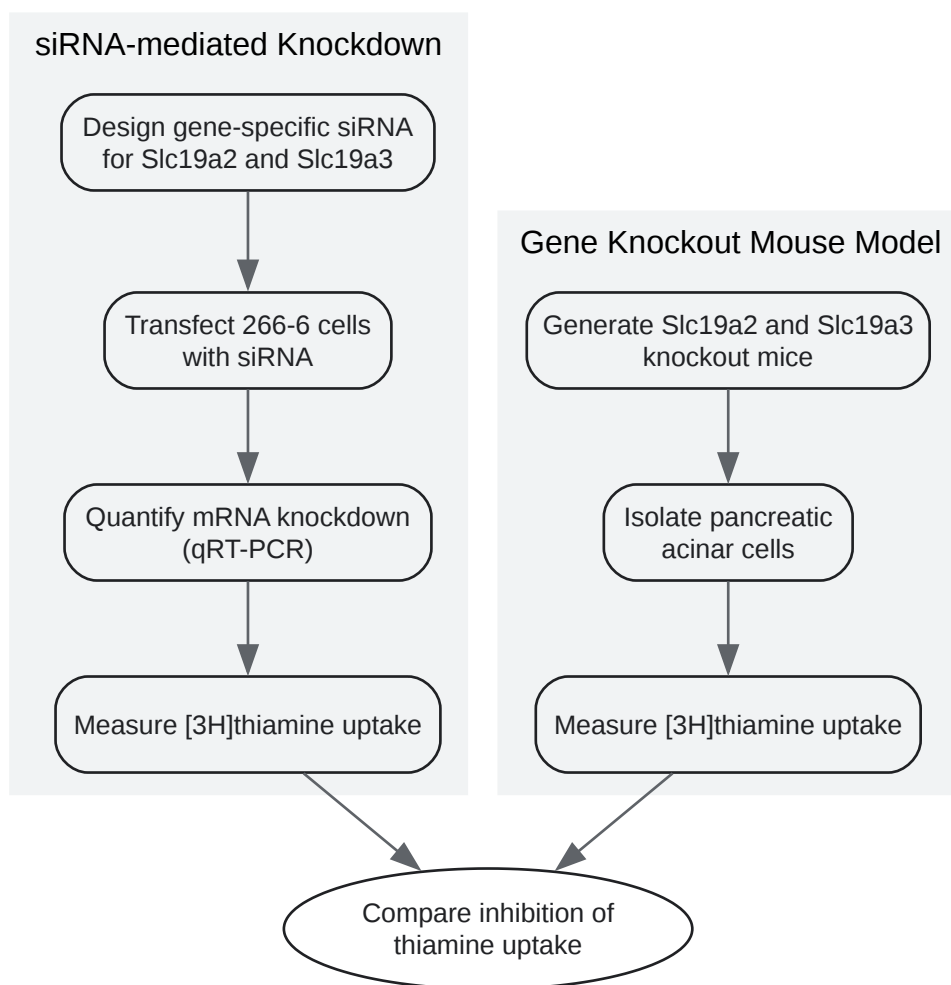 siRNA-mediated Knockdown
Design gene-specific siRNA
for Slc19a2 and Slc19a3
Transfect 266-6 cells
with siRNA
Quantify mRNA knockdown
(qRT-PCR)
Measure [3H]thiamine uptake
Gene Knockout Mouse Model
Generate Slc19a2 and Slc19a3
knockout mice
Isolate pancreatic
acinar cells
Measure [3H]thiamine uptake
Compare inhibition of
thiamine uptake